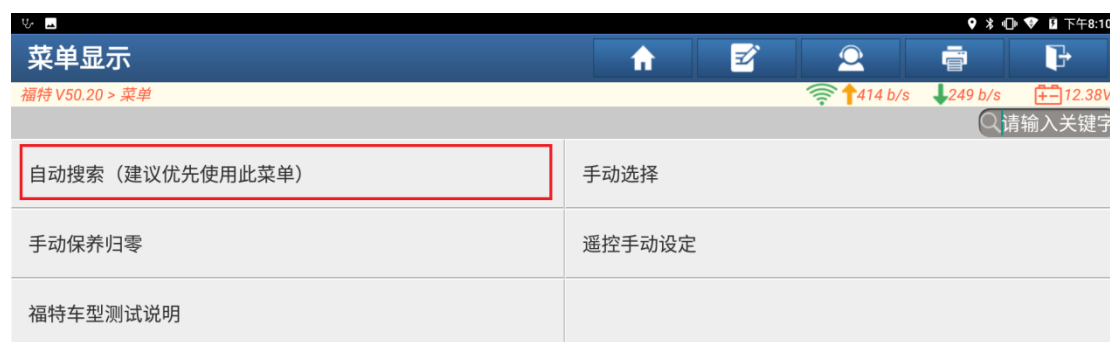 下午8:10
菜单显示
福特 V50.20 > 菜单
414 b/s 249 b/s 12.38V
请输入关键字
自动搜索（建议优先使用此菜单） 手动选择
手动保养归零 遥控手动设定
福特车型测试说明